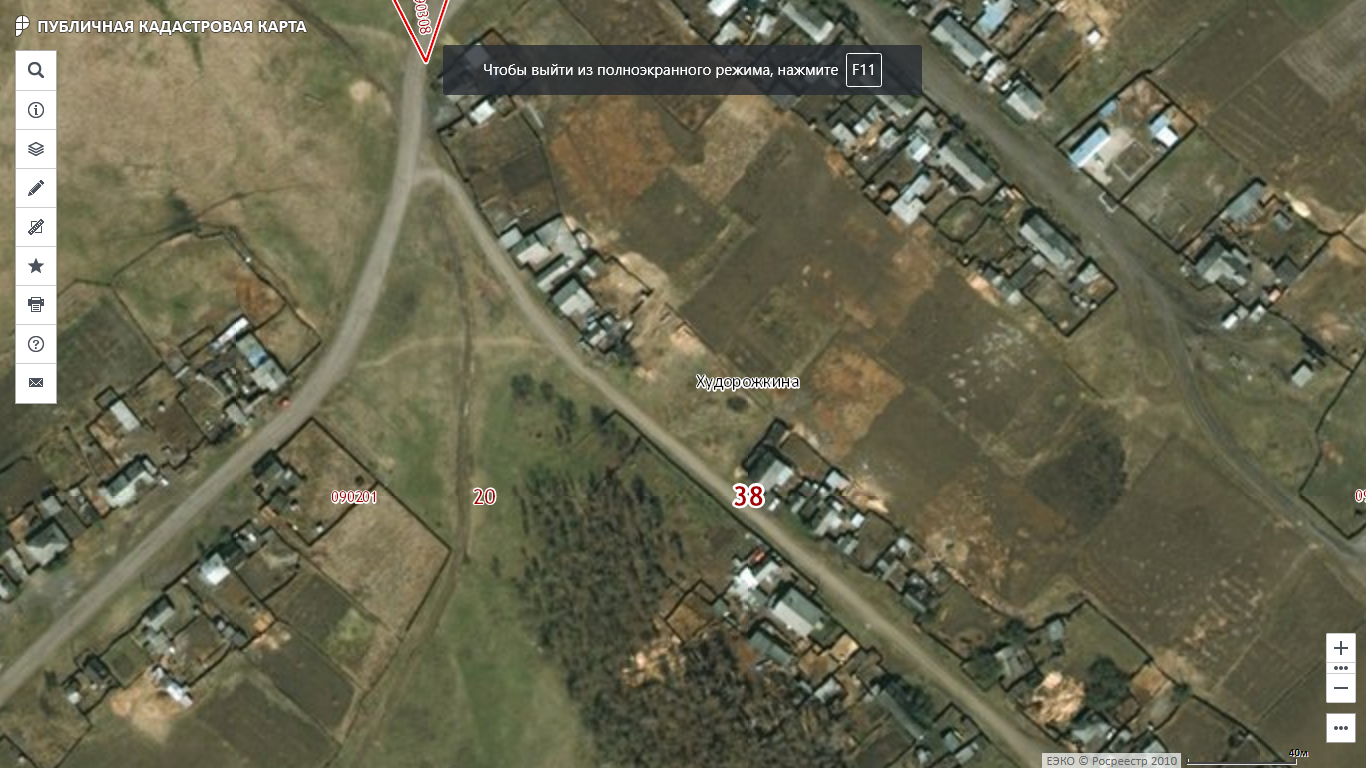 ПУБЛИЧНАЯ КАДАСТРОВАЯ КАРТА
Чтобы выйти из полноэкранного режима, нажмите F11
Худорожкина
090201
20
38
ЕЭКО © Росреестр 2010
40м